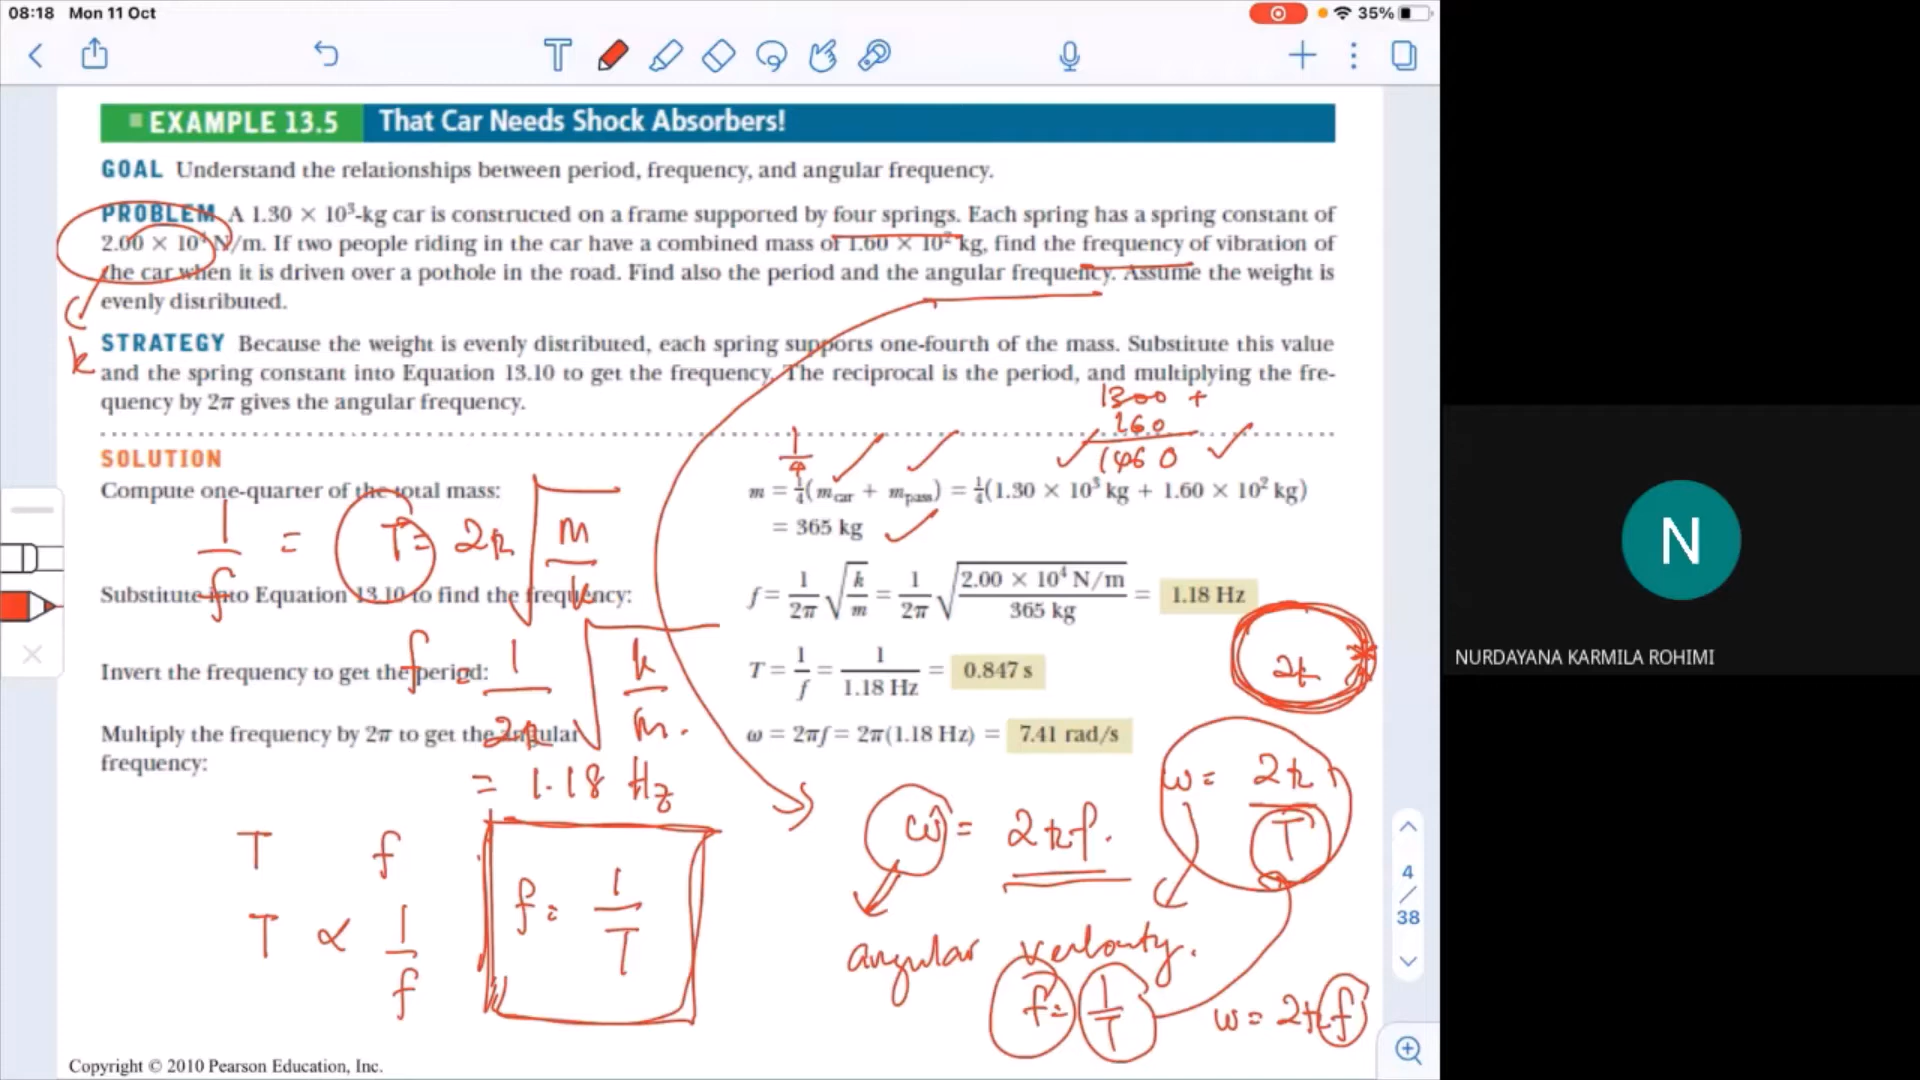 08:18 Mon 11 Oct
35%
EXAMPLE 13.5 That Car Needs Shock Absorbers!
GOAL Understand the relationships between period, frequency, and angular frequency.
PROBLEM A 1.30 × 10³-kg car is constructed on a frame supported by four springs. Each spring has a spring constant of
2.00 × 10⁴ N/m. If two people riding in the car have a combined mass of 1.60 × 10² kg, find the frequency of vibration of
the car when it is driven over a pothole in the road. Find also the period and the angular frequency. Assume the weight is
evenly distributed.
k
STRATEGY Because the weight is evenly distributed, each spring supports one-fourth of the mass. Substitute this value
and the spring constant into Equation 13.10 to get the frequency. The reciprocal is the period, and multiplying the fre-
quency by 2π gives the angular frequency.
1300 +
160
1460
1/4
SOLUTION
Compute one-quarter of the total mass:
m = ¼(m_car + m_pass) = ¼(1.30 × 10³ kg + 1.60 × 10² kg)
= 365 kg
1/f = T = 2π √(m/k)
Substitute into Equation 13.10 to find the frequency:
f = 1/2π √(k/m) = 1/2π √(2.00 × 10⁴ N/m / 365 kg) = 1.18 Hz
f = 1/2π √(k/m).
= 1.18 Hz
Invert the frequency to get the period:
T = 1/f = 1/1.18 Hz = 0.847 s
2π
Multiply the frequency by 2π to get the angular
frequency:
ω = 2πf = 2π(1.18 Hz) = 7.41 rad/s
T f
T ∝ 1/f
f = 1/T
ω = 2πf.
ω = 2π/T
angular
f = 1/T
ω = 2πf
4
/
38
Copyright © 2010 Pearson Education, Inc.
N
NURDAYANA KARMILA ROHIMI